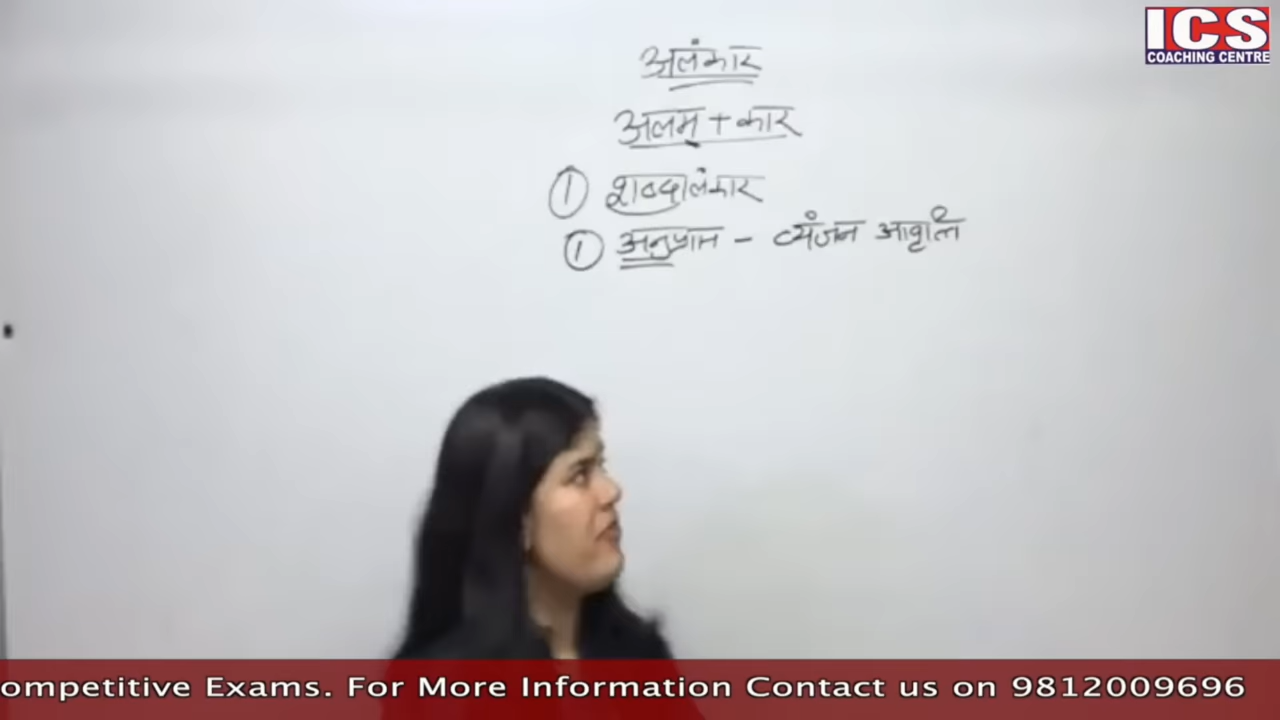 ICS
COACHING CENTRE
अलंकार
अलम् + कार
① शब्दालंकार
① अनुप्रास - व्यंजन आवृत्ति
ompetitive Exams. For More Information Contact us on 9812009696